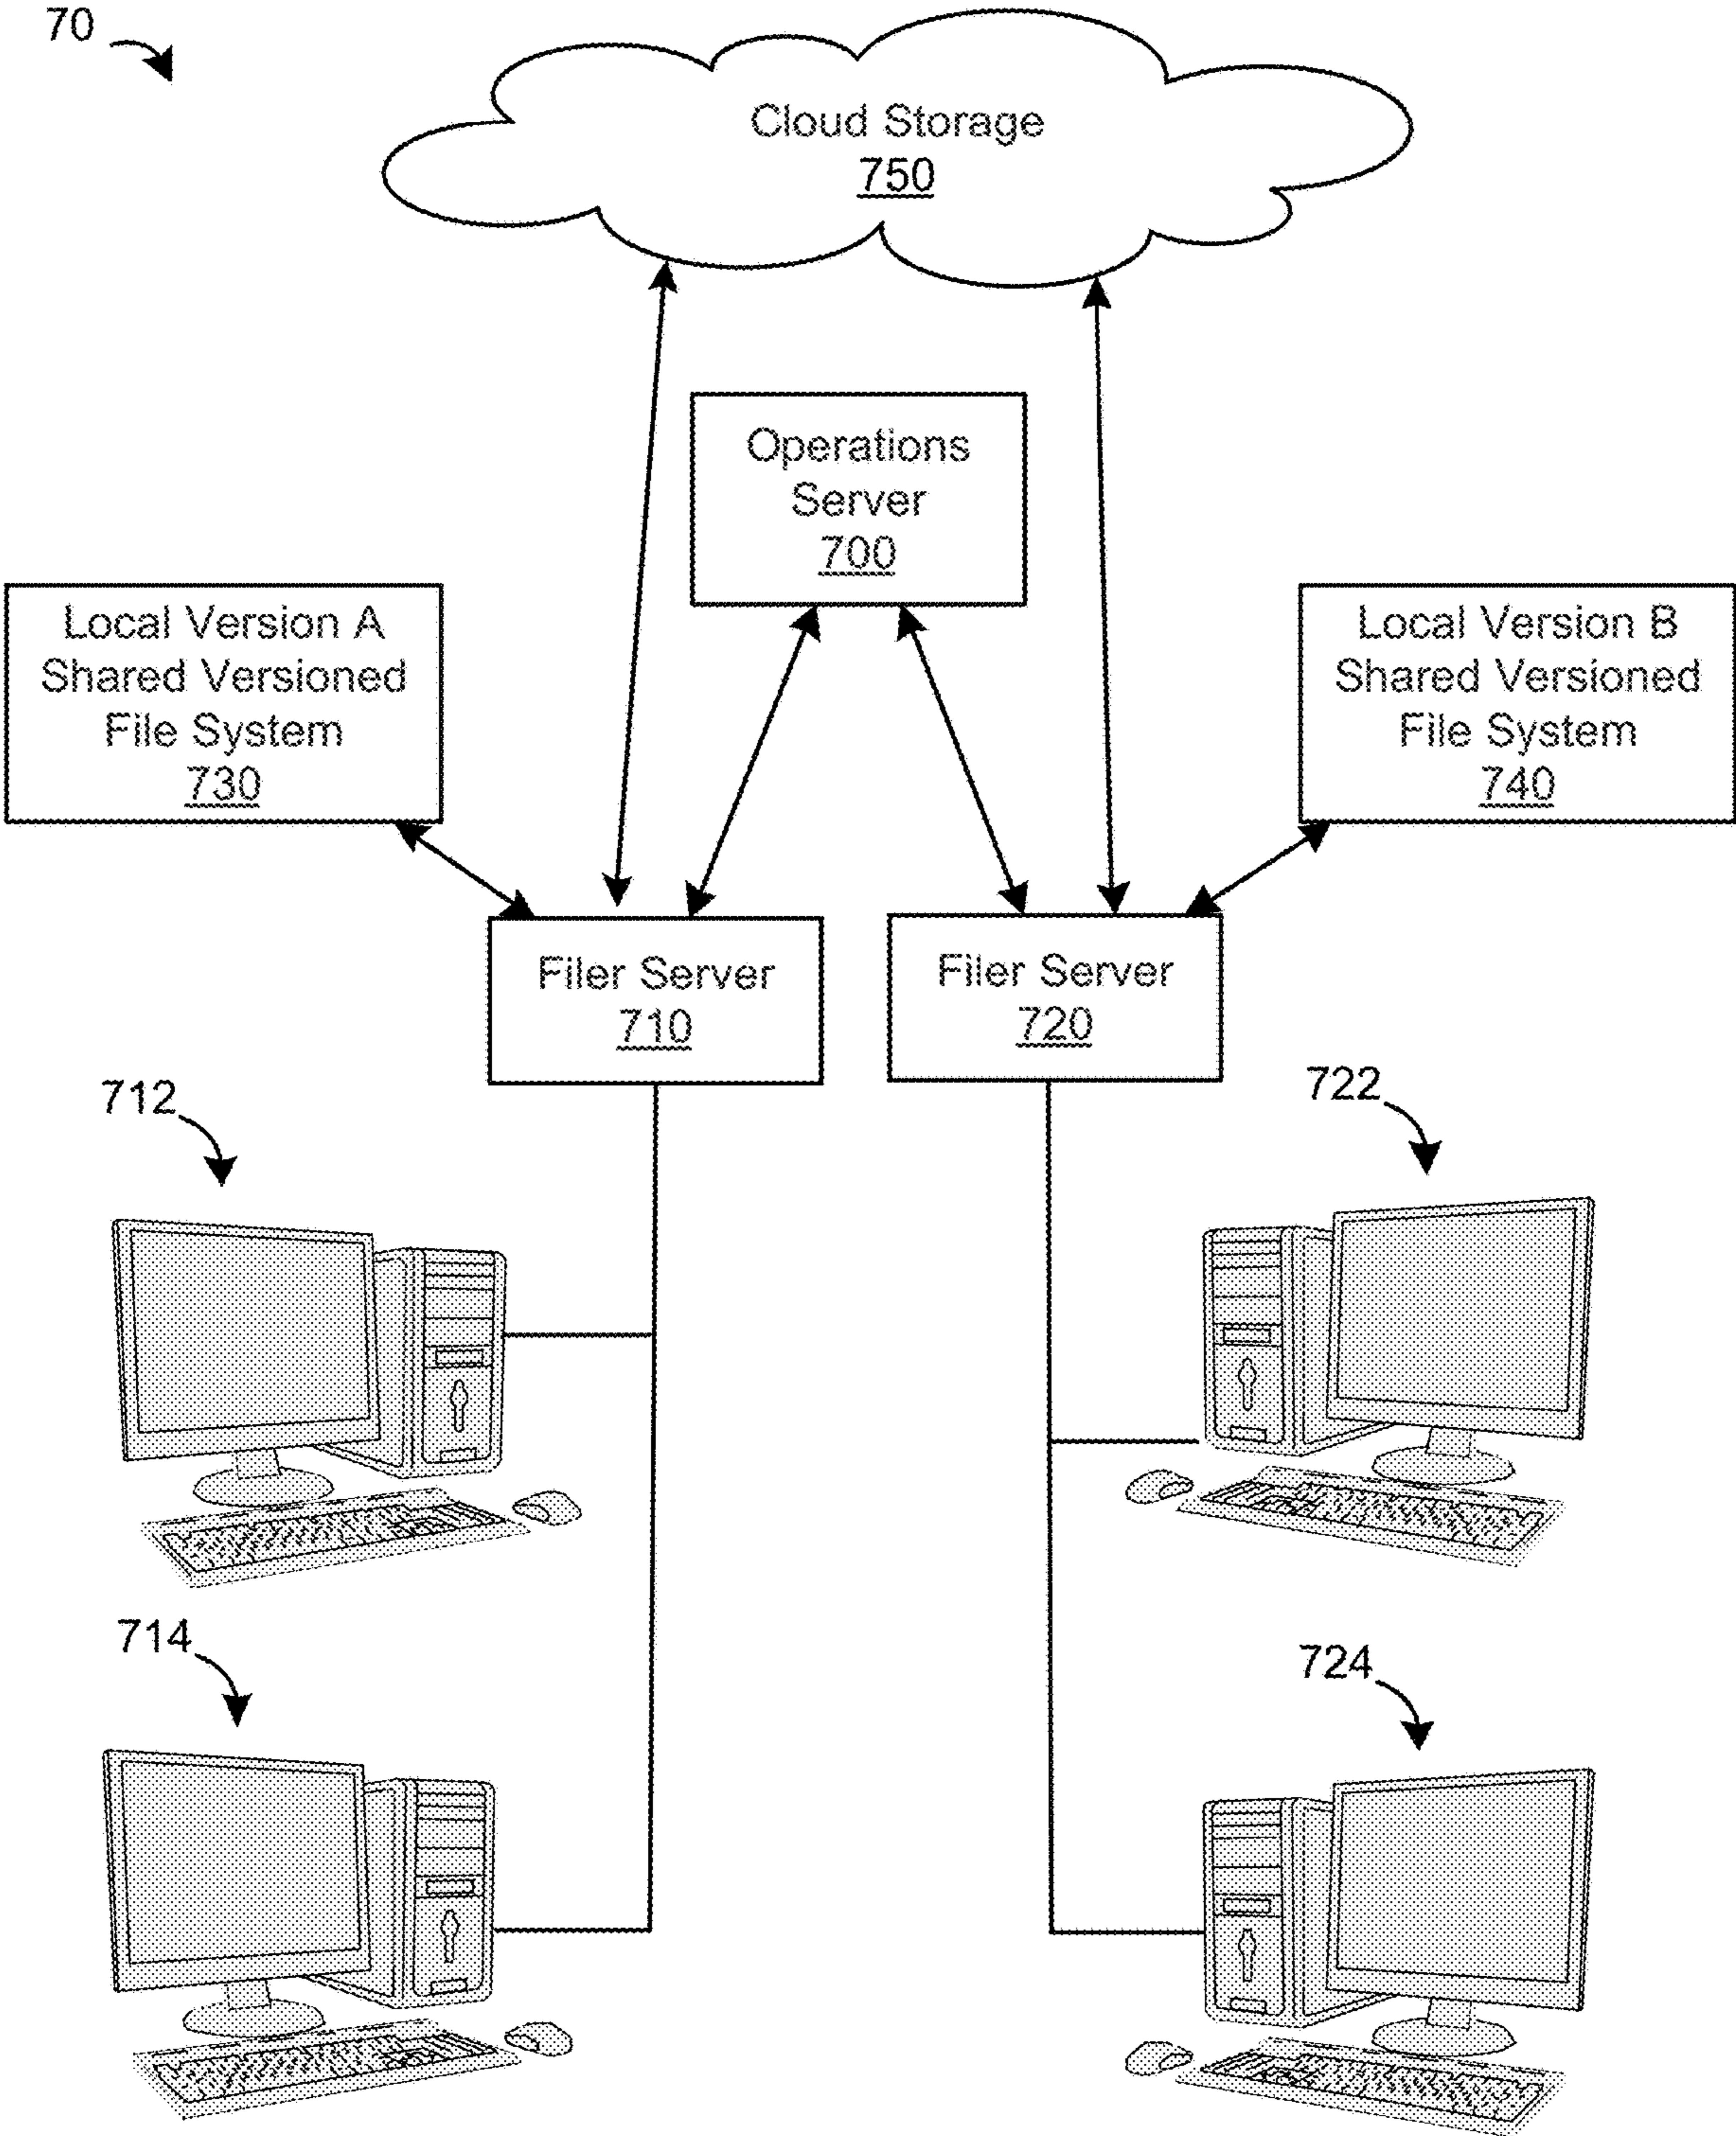 70
Cloud Storage
750
Operations
Server
700
Local Version A
Shared Versioned
File System
730
Local Version B
Shared Versioned
File System
740
Filer Server
710
Filer Server
720
712
722
714
724